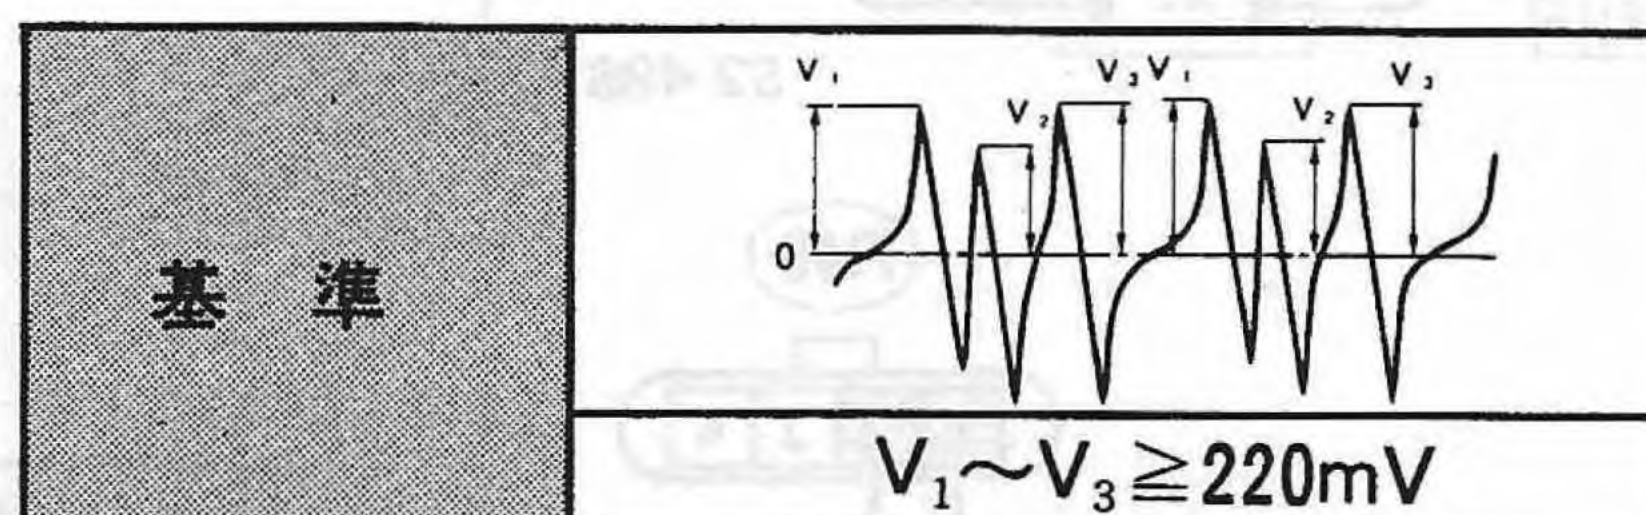 V₁ V₃ V₁ V₃
V₂ V₂
0
基 準
V₁～V₃≧220mV